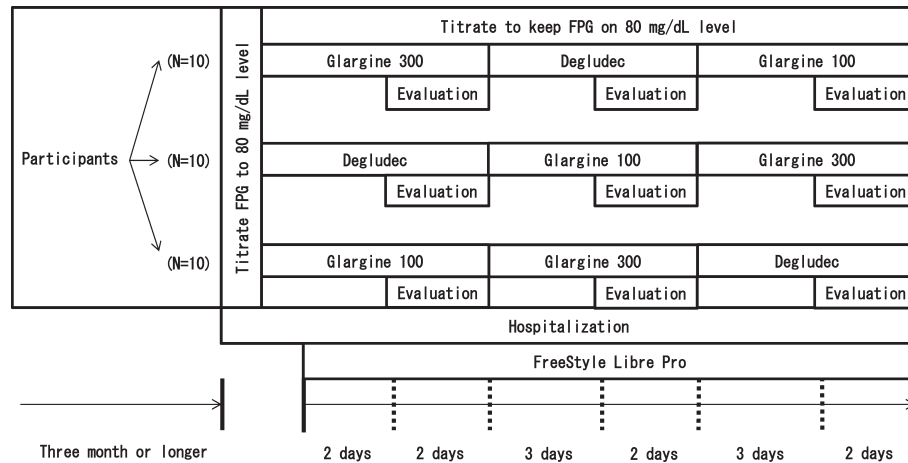 Titrate to keep FPG on 80 mg/dL level
(N=10)
Glargine 300
Degludec
Glargine 100
Evaluation
Evaluation
Evaluation
Participants
(N=10)
Titrate FPG to 80 mg/dL level
Degludec
Glargine 100
Glargine 300
Evaluation
Evaluation
Evaluation
(N=10)
Glargine 100
Glargine 300
Degludec
Evaluation
Evaluation
Evaluation
Hospitalization
FreeStyle Libre Pro
Three month or longer
2 days
2 days
3 days
2 days
3 days
2 days